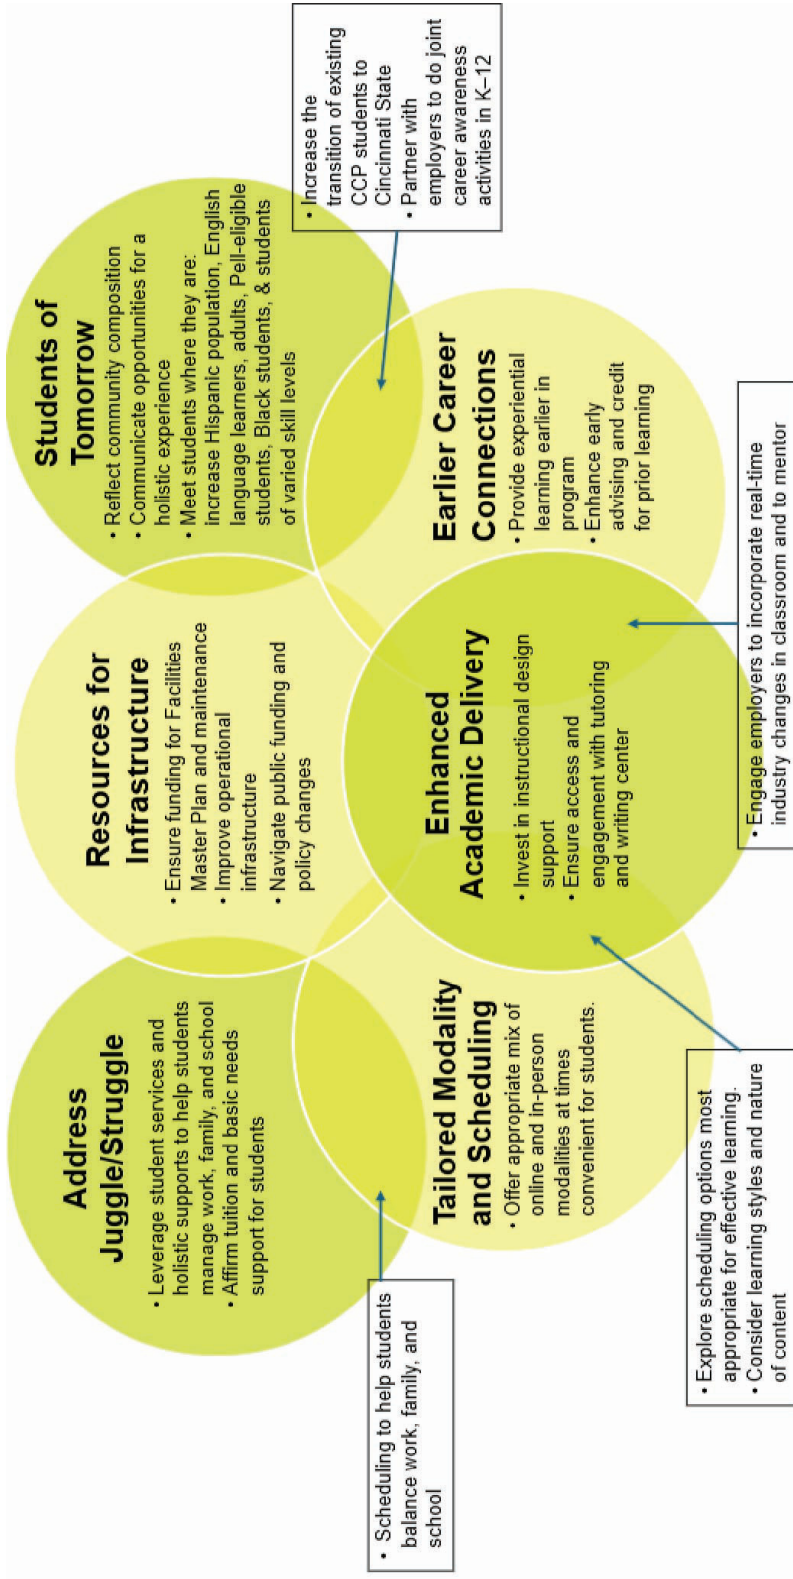 Address
Juggle/Struggle
• Leverage student services and
holistic supports to help students
manage work, family, and school
• Affirm tuition and basic needs
support for students
Resources for
Infrastructure
• Ensure funding for Facilities
Master Plan and maintenance
• Improve operational
infrastructure
• Navigate public funding and
policy changes
Students of
Tomorrow
• Reflect community composition
• Communicate opportunities for a
holistic experience
• Meet students where they are:
increase Hispanic population, English
language learners, adults, Pell-eligible
students, Black students, & students
of varied skill levels
• Scheduling to help students
balance work, family, and
school
Tailored Modality
and Scheduling
• Offer appropriate mix of
online and in-person
modalities at times
convenient for students.
Enhanced
Academic Delivery
• Invest in instructional design
support
• Ensure access and
engagement with tutoring
and writing center
Earlier Career
Connections
• Provide experiential
learning earlier in
program
• Enhance early
advising and credit
for prior learning
• Increase the
transition of existing
CCP students to
Cincinnati State
• Partner with
employers to do joint
career awareness
activities in K–12
• Explore scheduling options most
appropriate for effective learning.
• Consider learning styles and nature
of content
• Engage employers to incorporate real-time
industry changes in classroom and to mentor